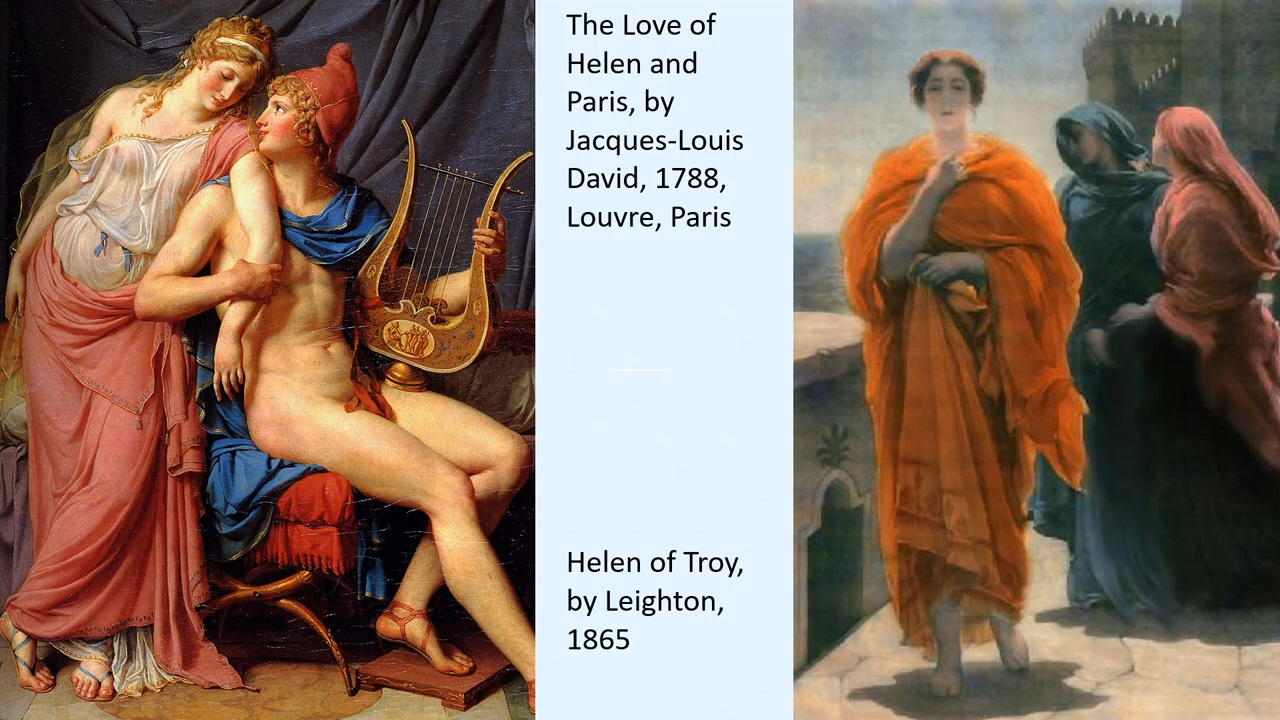 The Love of
Helen and
Paris, by
Jacques-Louis
David, 1788,
Louvre, Paris
Helen of Troy,
by Leighton,
1865